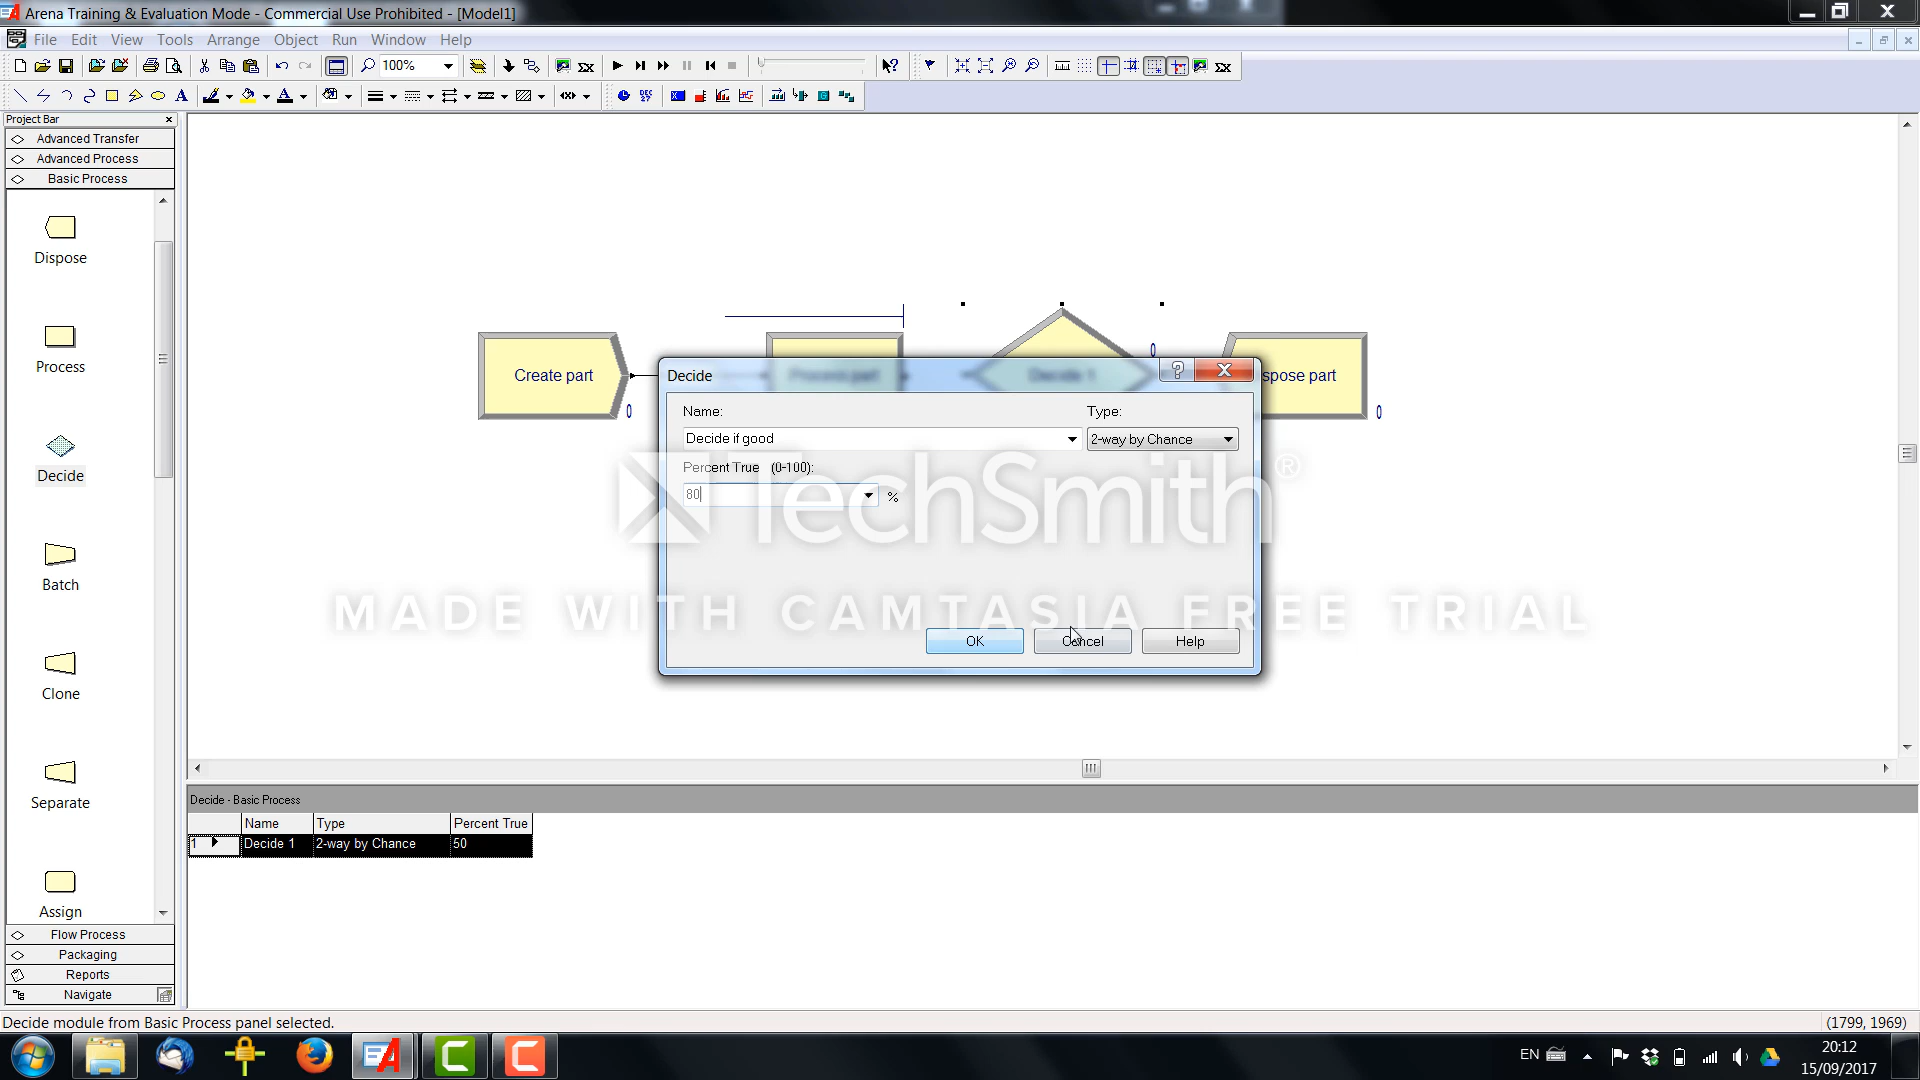 Arena Training & Evaluation Mode - Commercial Use Prohibited - [Model1]
File Edit View Tools Arrange Object Run Window Help
100%
Project Bar
Advanced Transfer
Advanced Process
Basic Process
Dispose
Process
Decide
Batch
Clone
Separate
Assign
Flow Process
Packaging
Reports
Navigate
Create part
0
Process part
Decide 1
0
spose part
0
Decide
Name:
Type:
Decide if good
2-way by Chance
Percent True (0-100):
80
%
OK
Cancel
Help
TechSmith®
MADE WITH CAMTASIA FREE TRIAL
Decide - Basic Process
Name Type Percent True
1 Decide 1 2-way by Chance 50
Decide module from Basic Process panel selected.
(1799, 1969)
EN
20:12
15/09/2017